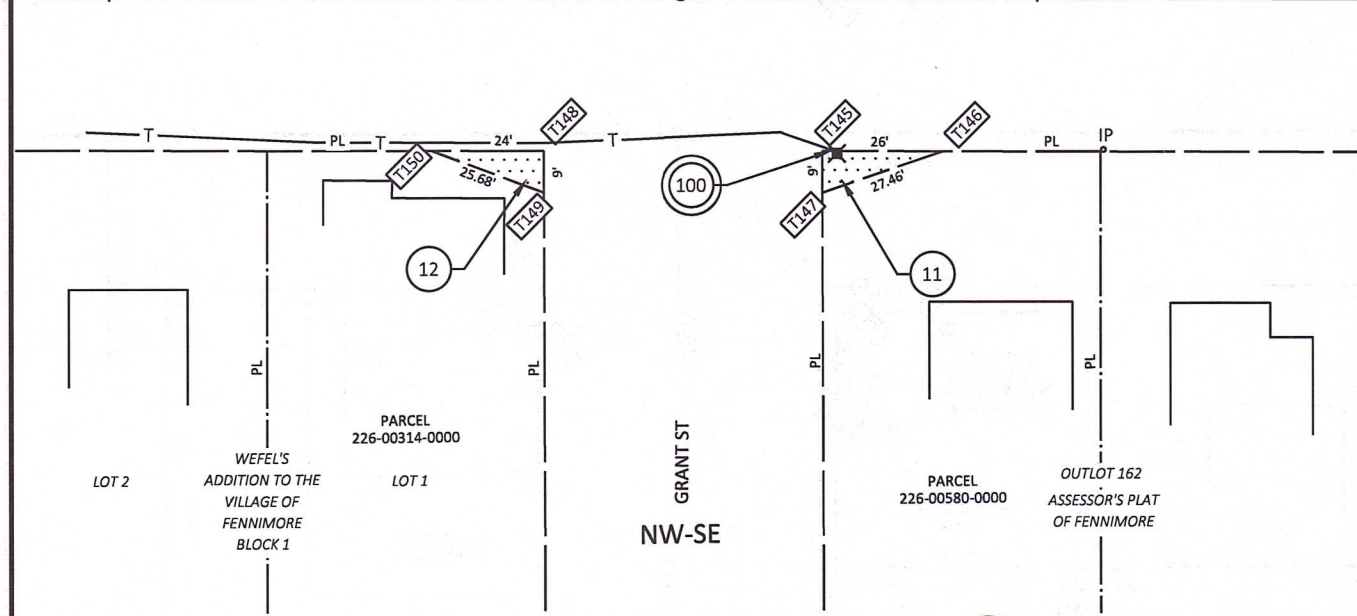 T
PL
T
24'
T148
T
T145
26'
T146
PL
IP
T150
25.68'
9'
T149
100
9'
27.46'
T147
12
11
PL
PL
PL
PL
PARCEL
226-00314-0000
LOT 2
WEFEL'S
ADDITION TO THE
VILLAGE OF
FENNIMORE
BLOCK 1
LOT 1
GRANT ST
NW-SE
PARCEL
226-00580-0000
OUTLOT 162
ASSESSOR'S PLAT
OF FENNIMORE